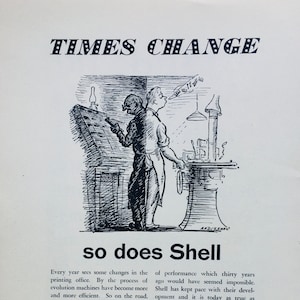 TIMES CHANGE
so does Shell
Every year sees some changes in the
printing office. By the process of
evolution machines have become more
and more efficient. So on the road,
of performance which thirty years
ago would have seemed impossible.
Shell has kept pace with their devel-
opment and it is today as true as